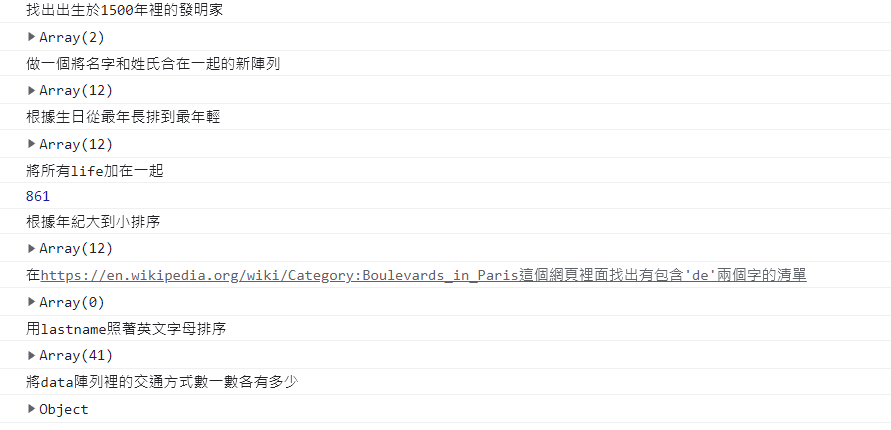 找出出生於1500年裡的發明家
▶Array(2)
做一個將名字和姓氏合在一起的新陣列
▶Array(12)
根據生日從最年長排到最年輕
▶Array(12)
將所有life加在一起
861
根據年紀大到小排序
▶Array(12)
在https://en.wikipedia.org/wiki/Category:Boulevards_in_Paris這個網頁裡面找出有包含'de'兩個字的清單
▶Array(0)
用lastname照著英文字母排序
▶Array(41)
將data陣列裡的交通方式數一數各有多少
▶Object